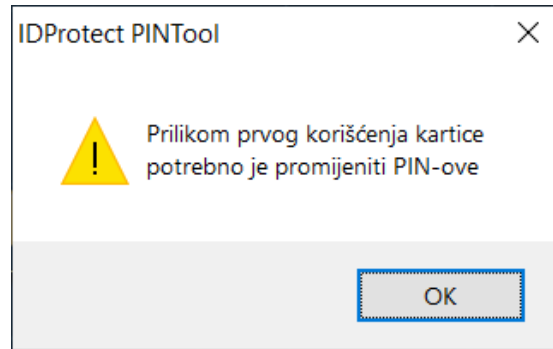 IDProtect PINTool
Prilikom prvog korišćenja kartice
potrebno je promijeniti PIN-ove
OK